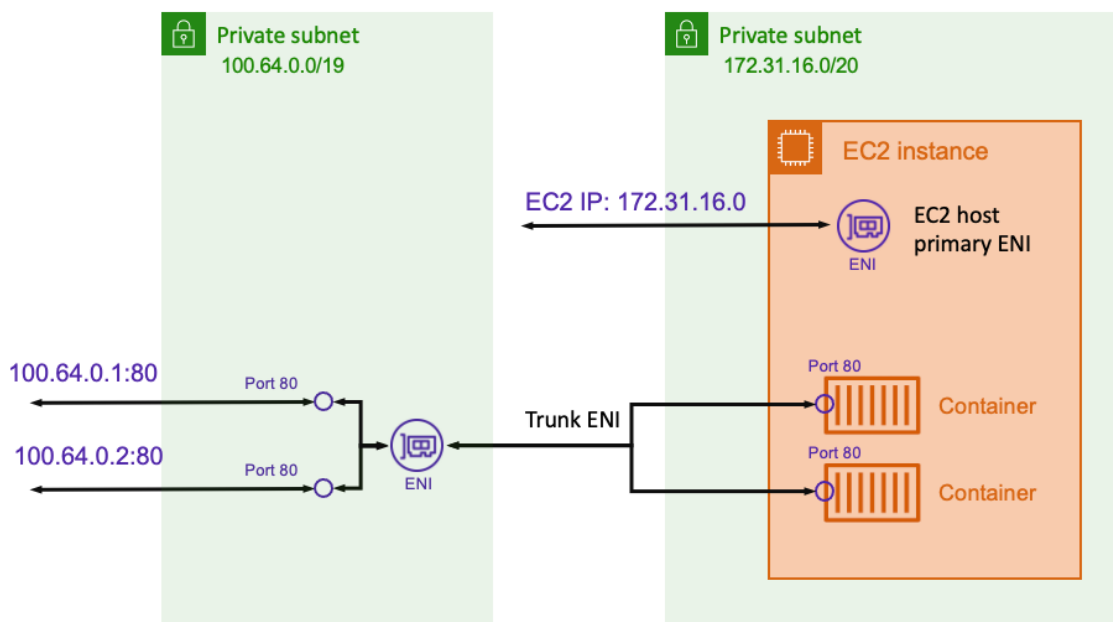 Private subnet
100.64.0.0/19
Private subnet
172.31.16.0/20
EC2 instance
EC2 IP: 172.31.16.0
EC2 host
primary ENI
ENI
100.64.0.1:80
Port 80
Port 80
Container
Trunk ENI
100.64.0.2:80
Port 80
ENI
Port 80
Container